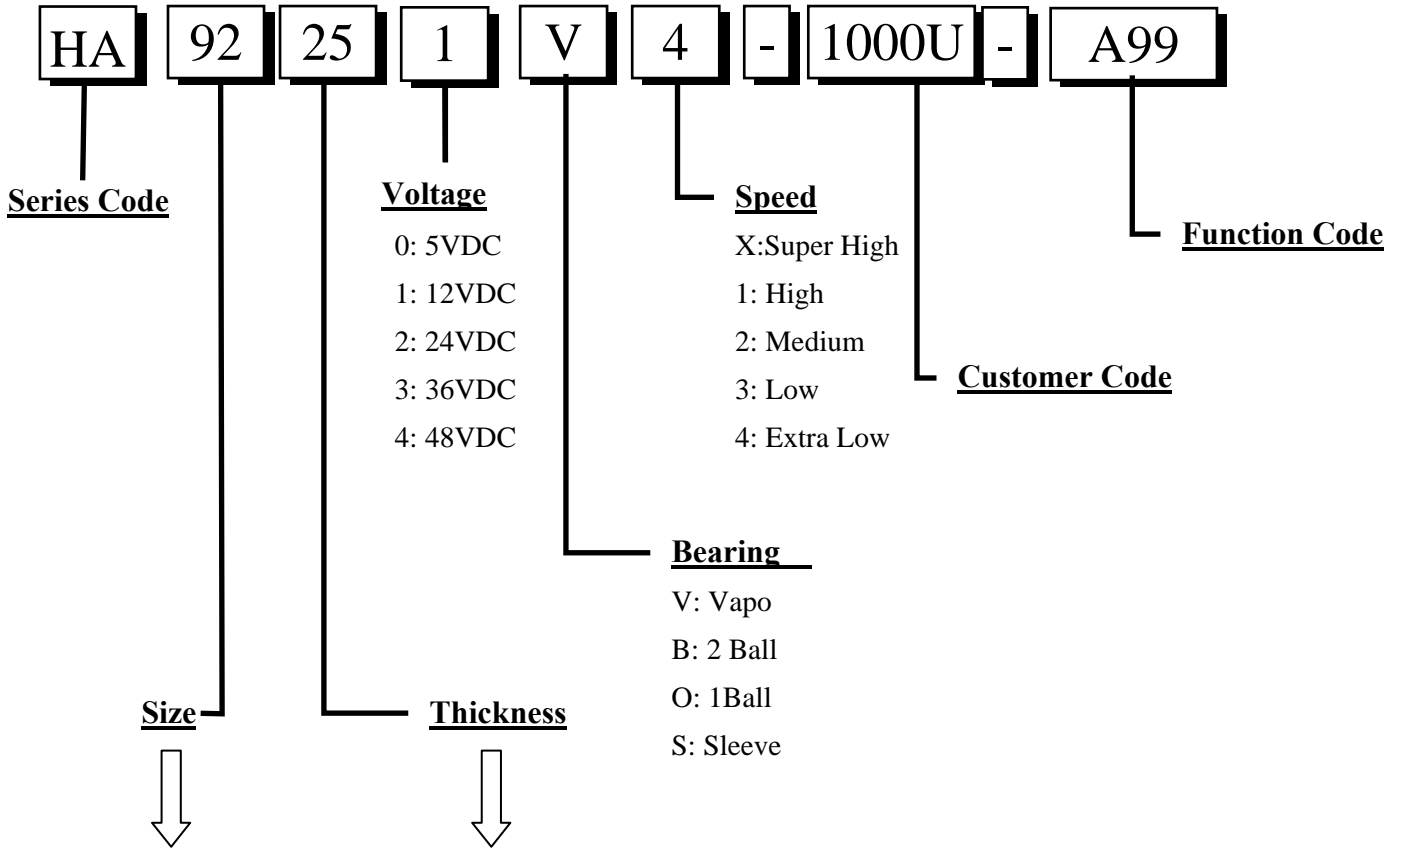 HA 92 25 1 V 4 - 1000U - A99
Series Code
Voltage
0: 5VDC
1: 12VDC
2: 24VDC
3: 36VDC
4: 48VDC
Speed
X:Super High
1: High
2: Medium
3: Low
4: Extra Low
Function Code
Customer Code
Bearing
V: Vapo
B: 2 Ball
O: 1Ball
S: Sleeve
Size
Thickness